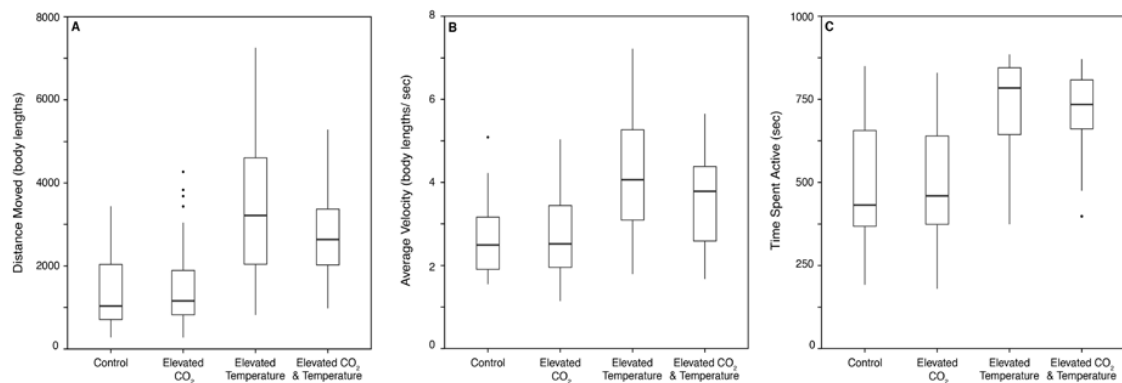 A
Distance Moved (body lengths)
8000
6000
4000
2000
0
Control
Elevated CO₂
Elevated Temperature
Elevated CO₂ & Temperature
B
Average Velocity (body lengths/ sec)
8
6
4
2
0
Control
Elevated CO₂
Elevated Temperature
Elevated CO₂ & Temperature
C
Time Spent Active (sec)
1000
750
500
250
0
Control
Elevated CO₂
Elevated Temperature
Elevated CO₂ & Temperature